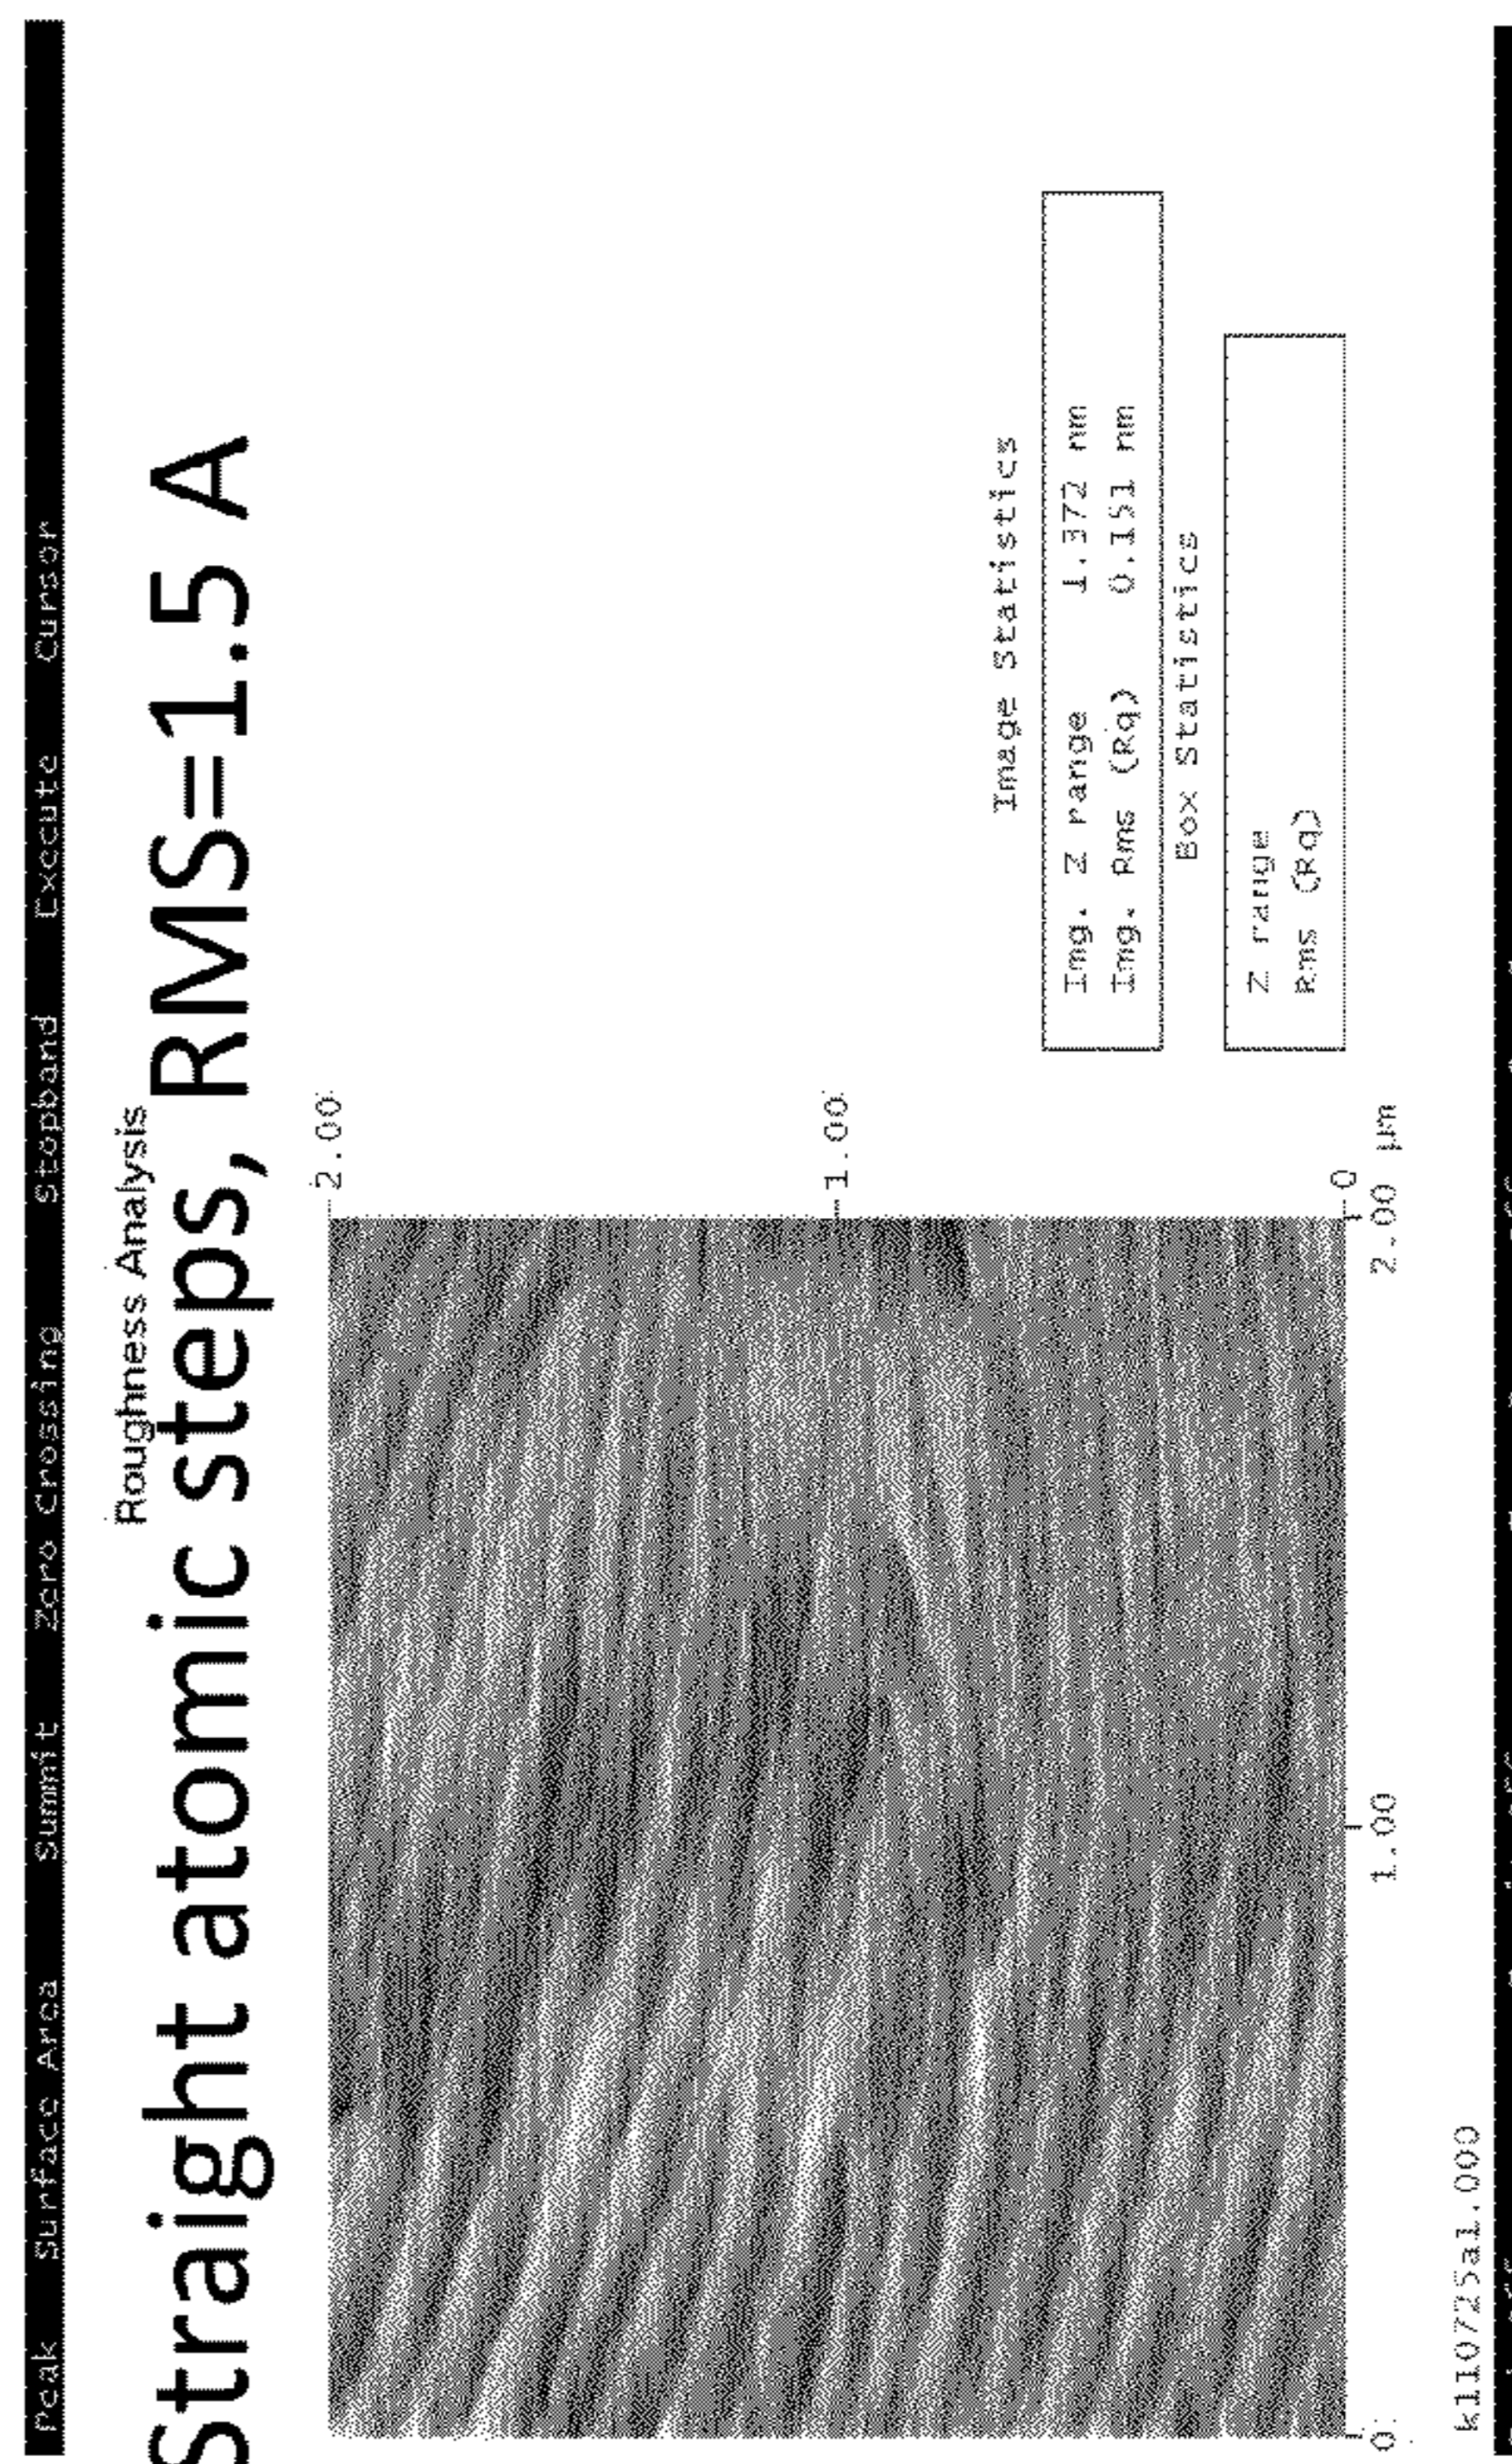 Peak Surface Area Summit Zero Crossing Stopband Execute Cursor
Roughness Analysis
Straight atomic steps, RMS=1.5 A
2.00
1.00
0
0
1.00
2.00 µm
Image Statistics
Img. Z range 1.372 nm
Img. Rms (Rq) 0.151 nm
Box Statistics
Z range
Rms (Rq)
k110725a1.000